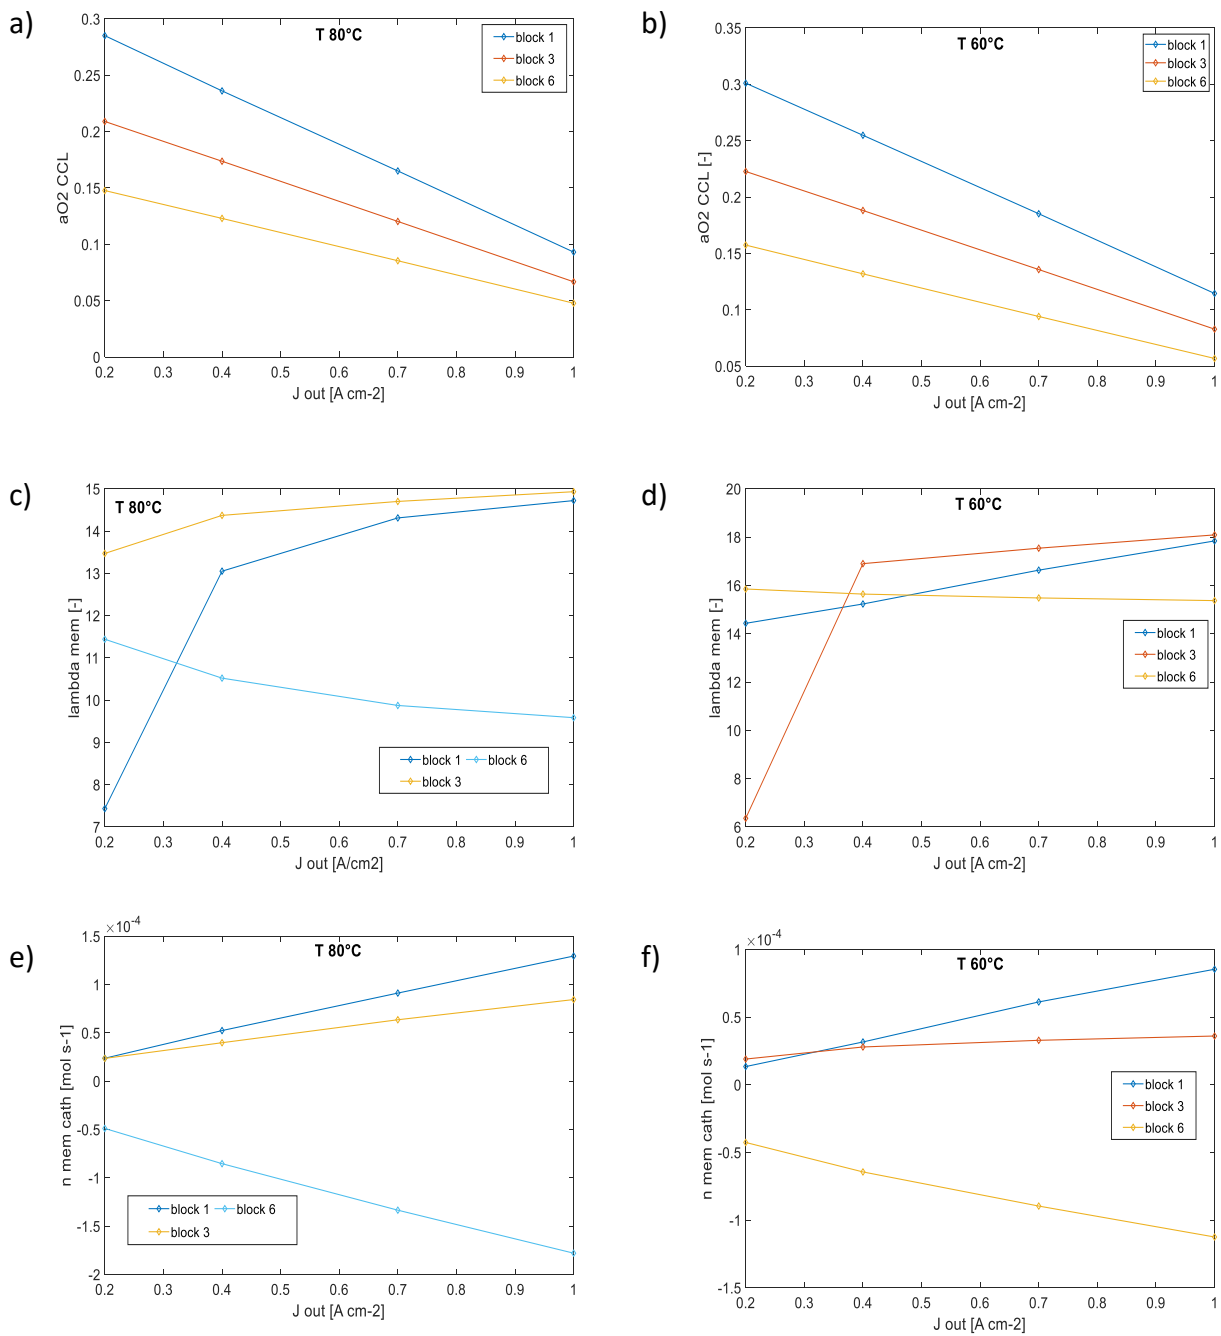 a)
T 80°C
aO2 CCL
0.3
0.25
0.2
0.15
0.1
0.05
0
0.2 0.3 0.4 0.5 0.6 0.7 0.8 0.9 1
J out [A cm-2]
block 1
block 3
block 6
b)
T 60°C
aO2 CCL [-]
0.35
0.3
0.25
0.2
0.15
0.1
0.05
0.2 0.3 0.4 0.5 0.6 0.7 0.8 0.9 1
J out [A cm-2]
block 1
block 3
block 6
c)
T 80°C
lambda mem [-]
15
14
13
12
11
10
9
8
7
0.2 0.3 0.4 0.5 0.6 0.7 0.8 0.9 1
J out [A/cm2]
block 1 block 6
block 3
d)
T 60°C
lambda mem [-]
20
18
16
14
12
10
8
6
0.2 0.3 0.4 0.5 0.6 0.7 0.8 0.9 1
J out [A cm-2]
block 1
block 3
block 6
e)
×10-4
T 80°C
n mem cath [mol s-1]
1.5
1
0.5
0
-0.5
-1
-1.5
-2
0.2 0.3 0.4 0.5 0.6 0.7 0.8 0.9 1
J out [A cm-2]
block 1 block 6
block 3
f)
×10-4
T 60°C
n mem cath [mol s-1]
1
0.5
0
-0.5
-1
-1.5
0.2 0.3 0.4 0.5 0.6 0.7 0.8 0.9 1
J out [A cm-2]
block 1
block 3
block 6